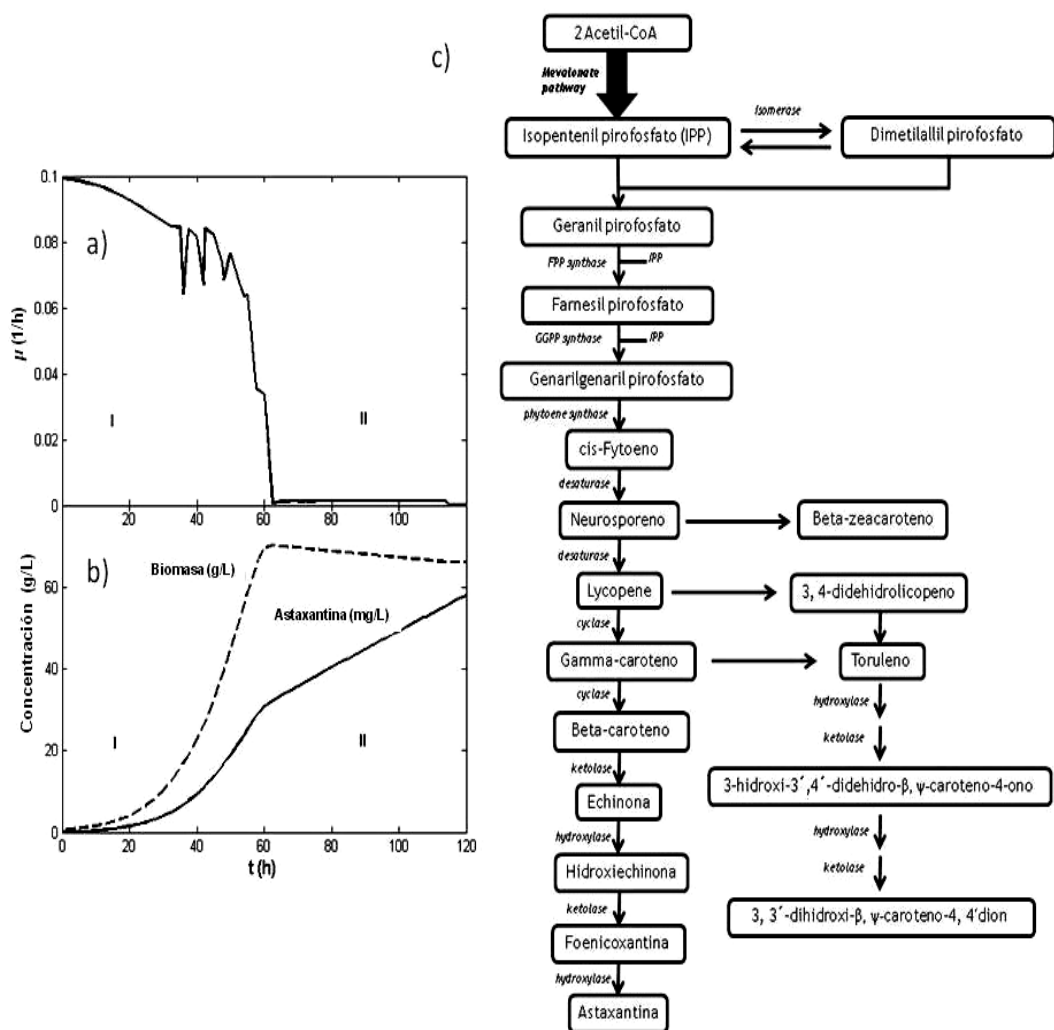 a)
0.1
0.08
0.06
0.04
0.02
0
µ (1/h)
I
II
0
20
40
60
80
100
b)
Biomasa (g/L)
Astaxantina (mg/L)
60
40
20
0
Concentración (g/L)
I
II
0
20
40
60
80
100
120
t (h)
c)
2 Acetil-CoA
Mevalonate
pathway
Isopentenil pirofosfato (IPP)
Isomerase
Dimetilallil pirofosfato
Geranil pirofosfato
FPP synthase
IPP
Farnesil pirofosfato
GGPP synthase
IPP
Genarilgenaril pirofosfato
phytoene synthase
cis-Fytoeno
desaturase
Neurosporeno
Beta-zeacaroteno
desaturase
Lycopene
3, 4-didehidrolicopeno
cyclase
Gamma-caroteno
Toruleno
cyclase
hydroxylase
Beta-caroteno
ketolase
ketolase
3-hidroxi-3´,4´-didehidro-β, ψ-caroteno-4-ono
Echinona
hydroxylase
hydroxylase
Hidroxiechinona
ketolase
ketolase
3, 3´-dihidroxi-β, ψ-caroteno-4, 4'dion
Foenicoxantina
hydroxylase
Astaxantina